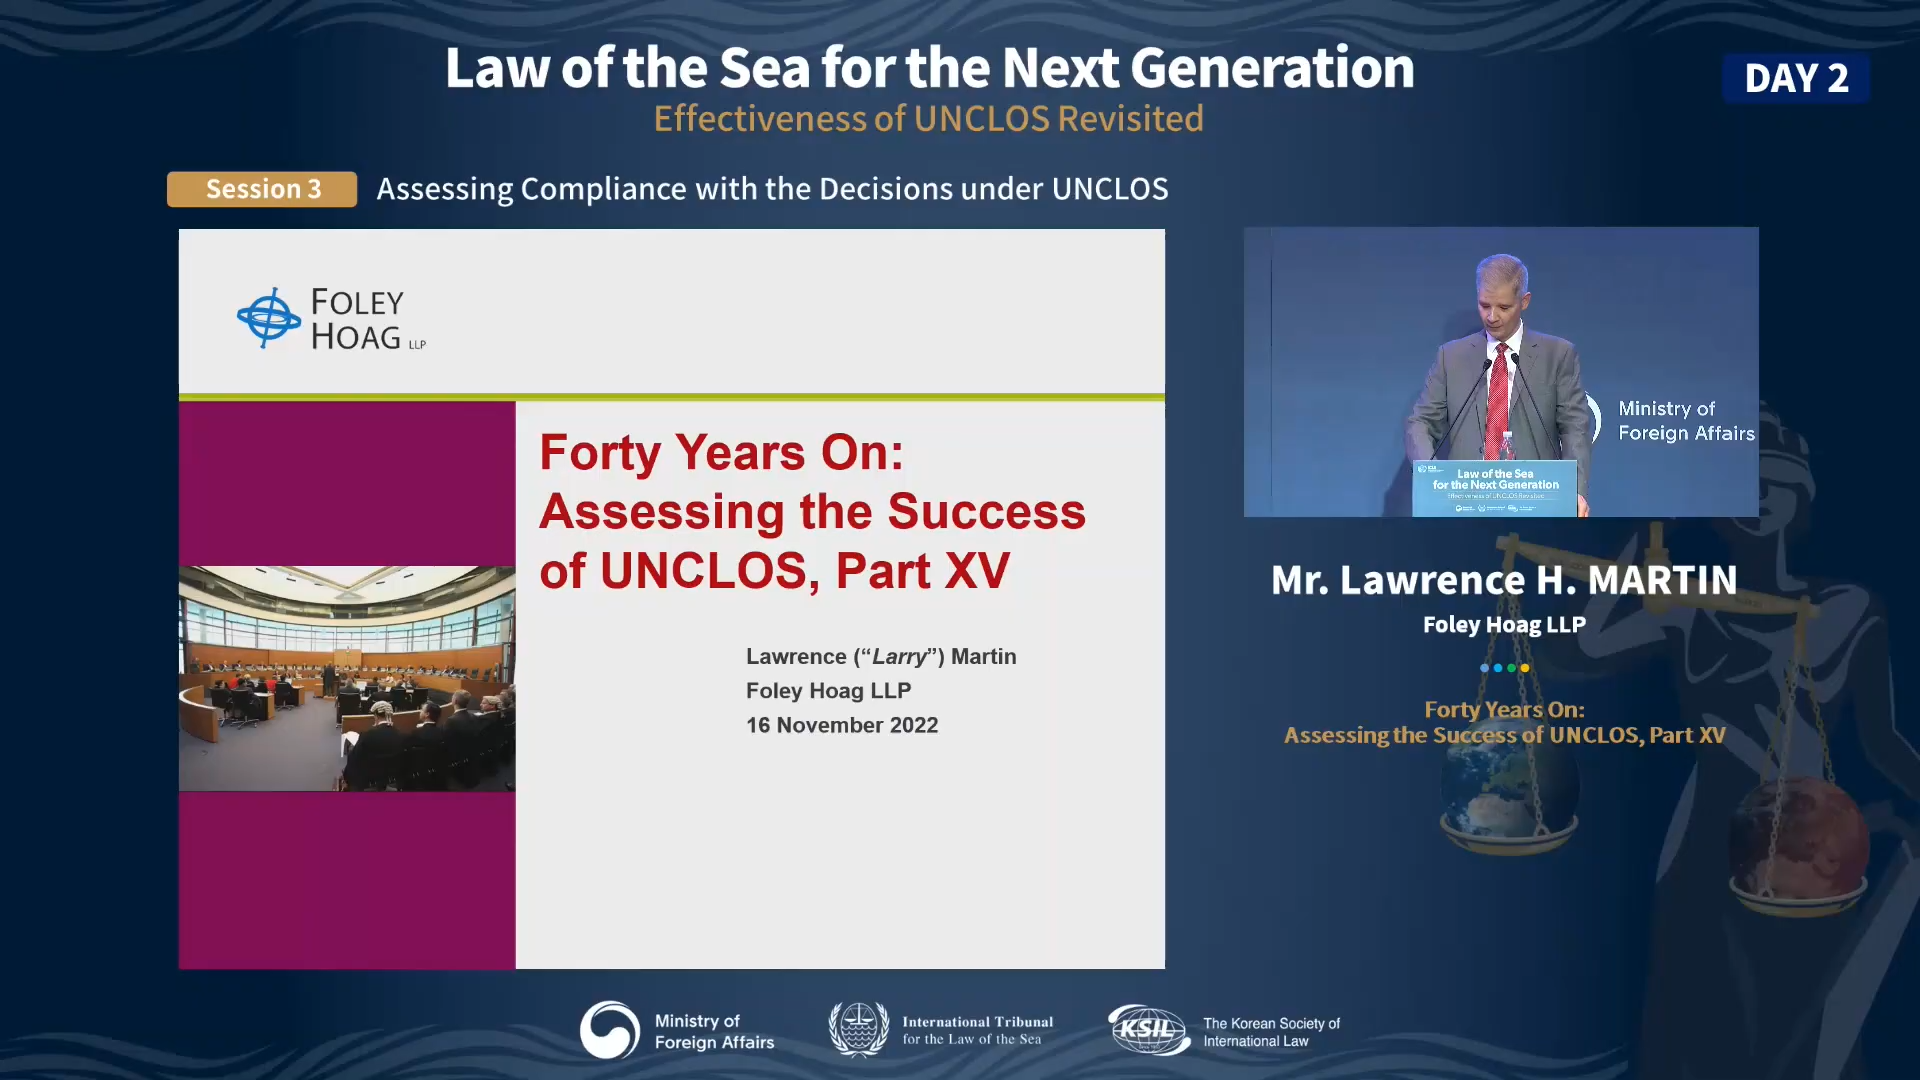 Law of the Sea for the Next Generation
Effectiveness of UNCLOS Revisited
DAY 2
Session 3
Assessing Compliance with the Decisions under UNCLOS
FOLEY
HOAG LLP
Forty Years On:
Assessing the Success
of UNCLOS, Part XV
Lawrence (“Larry”) Martin
Foley Hoag LLP
16 November 2022
Ministry of
Foreign Affairs
Law of the Sea
for the Next Generation
Effectiveness of UNCLOS Revisited
Mr. Lawrence H. MARTIN
Foley Hoag LLP
Forty Years On:
Assessing the Success of UNCLOS, Part XV
Ministry of
Foreign Affairs
International Tribunal
for the Law of the Sea
KSIL
The Korean Society of
International Law